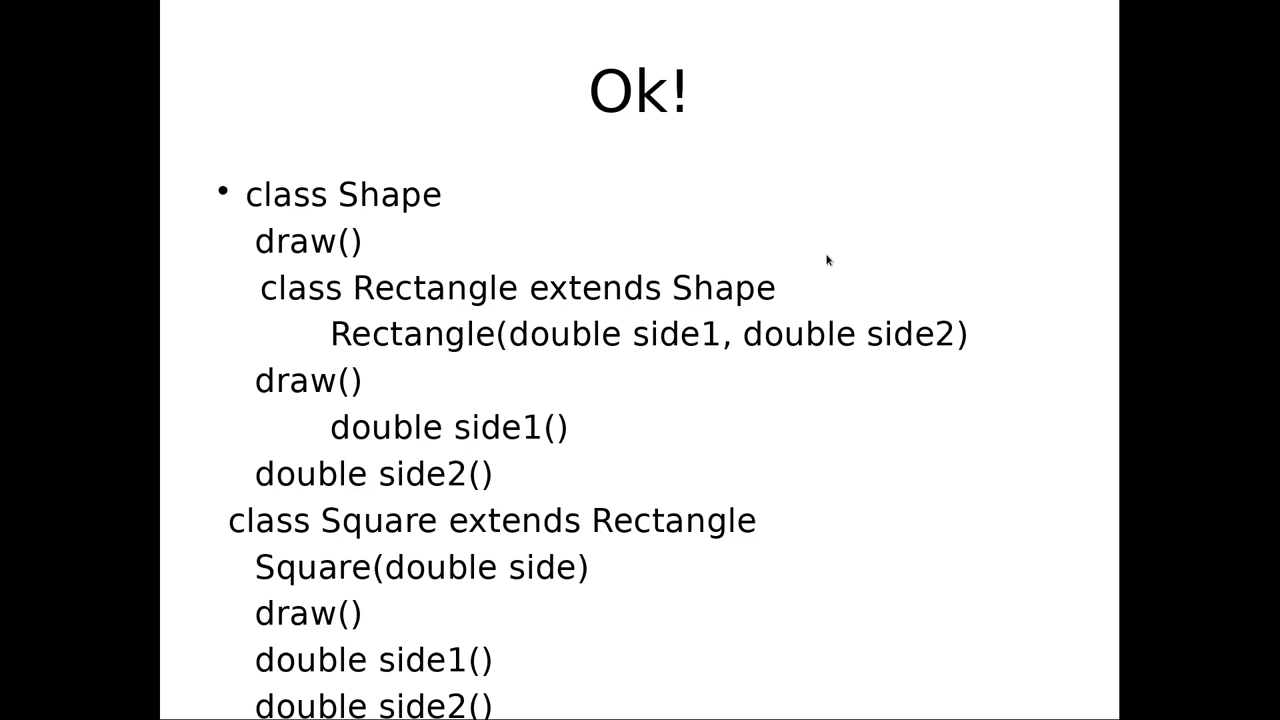 Ok!
• class Shape
draw()
class Rectangle extends Shape
Rectangle(double side1, double side2)
draw()
double side1()
double side2()
class Square extends Rectangle
Square(double side)
draw()
double side1()
double side2()